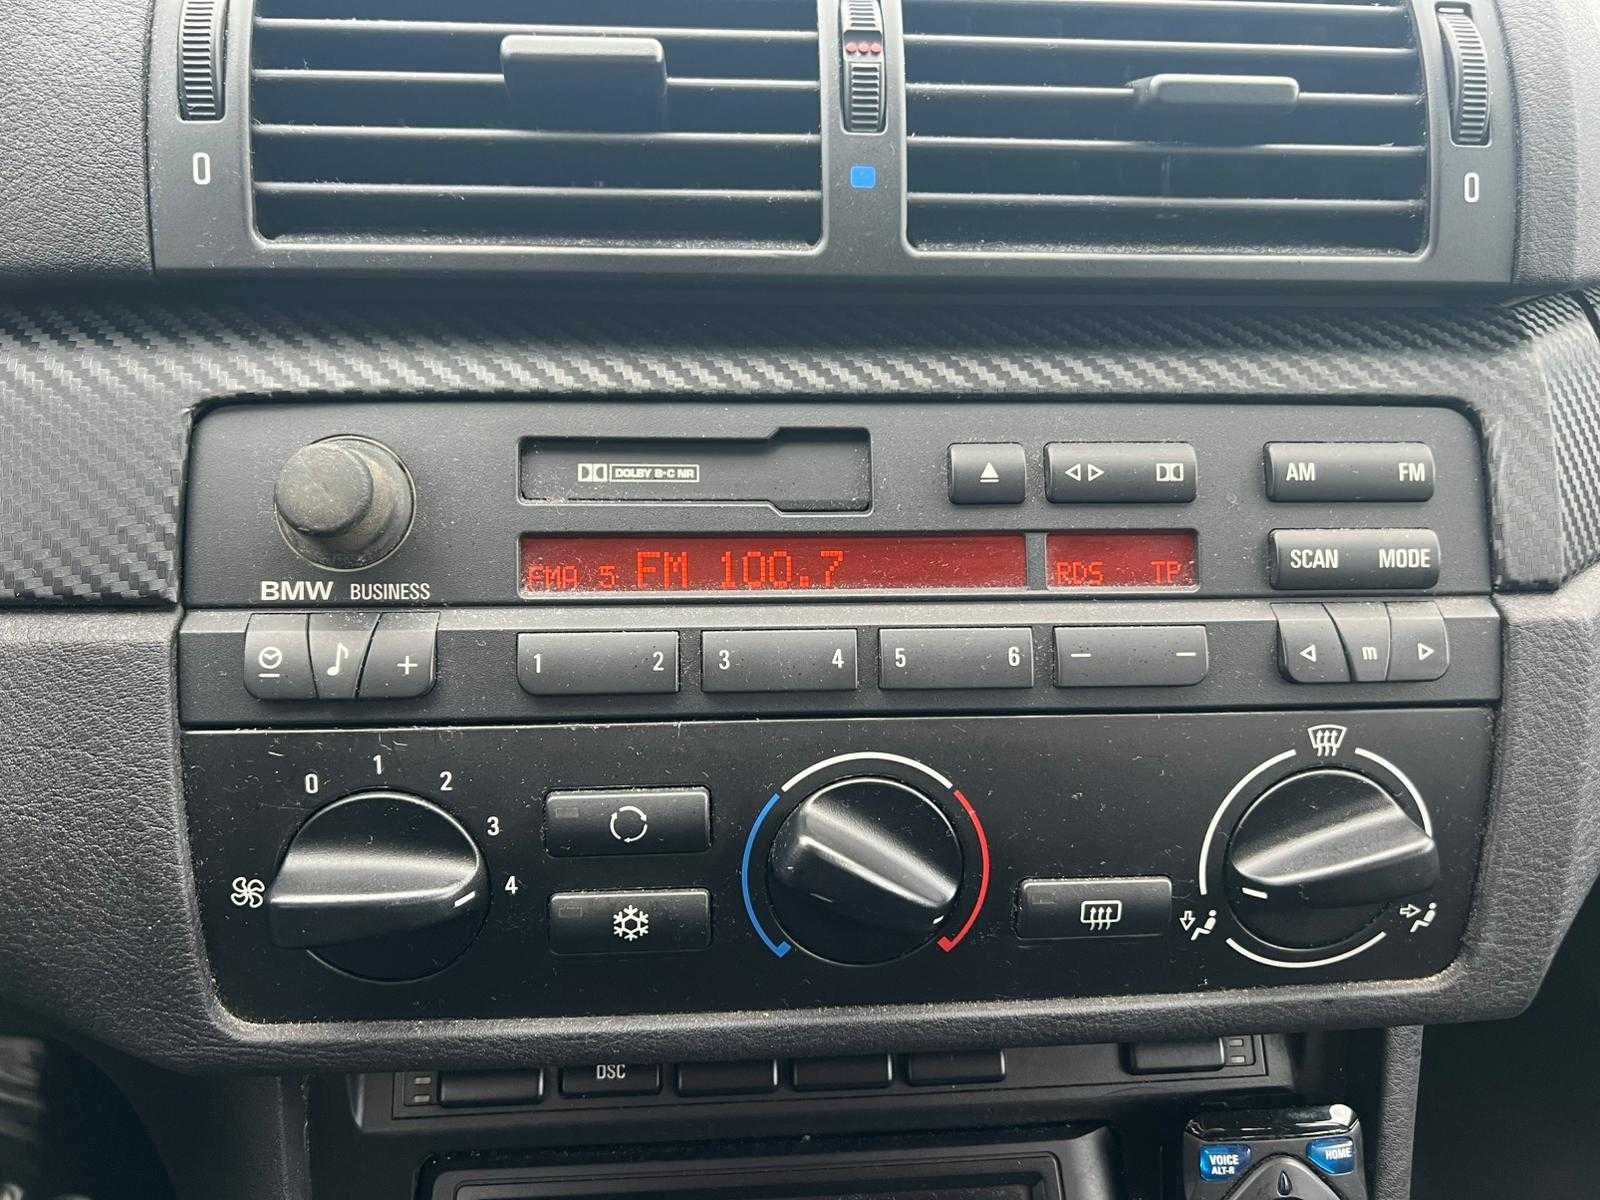 0
0
DOLBY B-C NR
AM FM
SCAN MODE
FMA 5 FM 100.7
RDS TP
BMW BUSINESS
+
1 2
3 4
5 6
m
0
1
2
3
4
DSC
VOICE
ALT-R
HOME